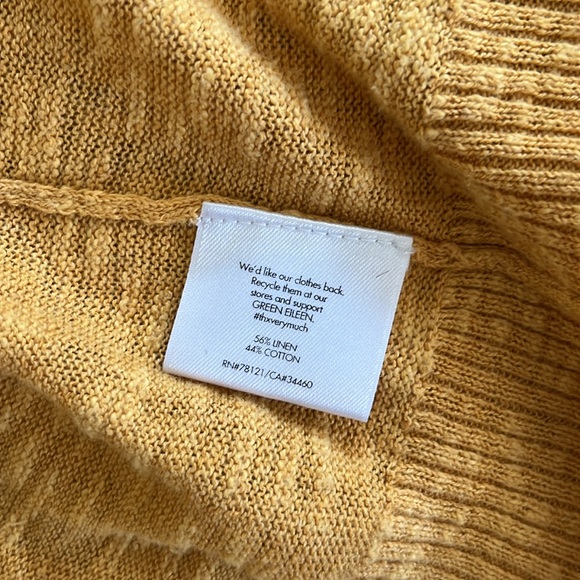 We'd like our clothes back.
Recycle them at our
stores and support
GREEN EILEEN.
#thxverymuch
56% LINEN
44% COTTON
RN#78121/CA#34460